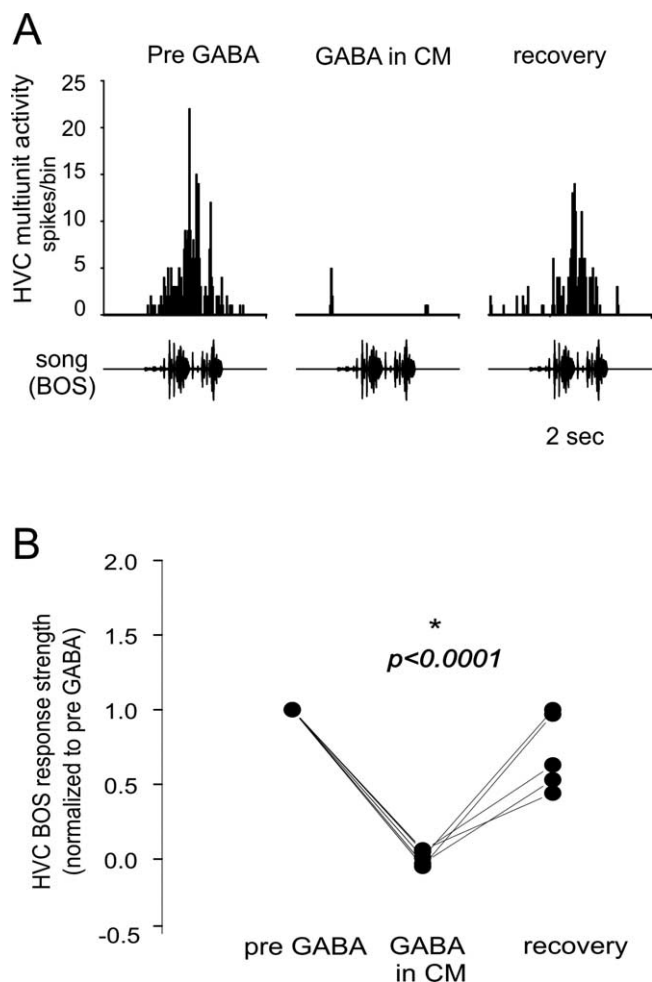 A
Pre GABA GABA in CM recovery
HVC multiunit activity
spikes/bin
25
20
15
10
5
0
song
(BOS)
2 sec
B
HVC BOS response strength
(normalized to pre GABA)
2.0
1.5
1.0
0.5
0.0
-0.5
*
p<0.0001
pre GABA GABA recovery
in CM